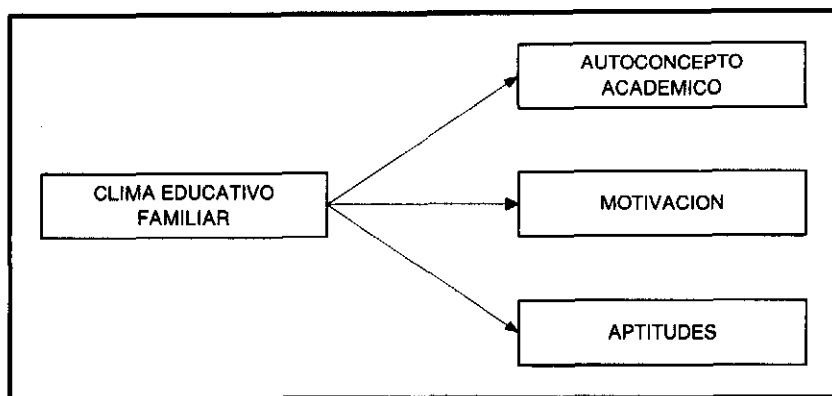 AUTOCONCEPTO
ACADEMICO
CLIMA EDUCATIVO
FAMILIAR
MOTIVACION
APTITUDES